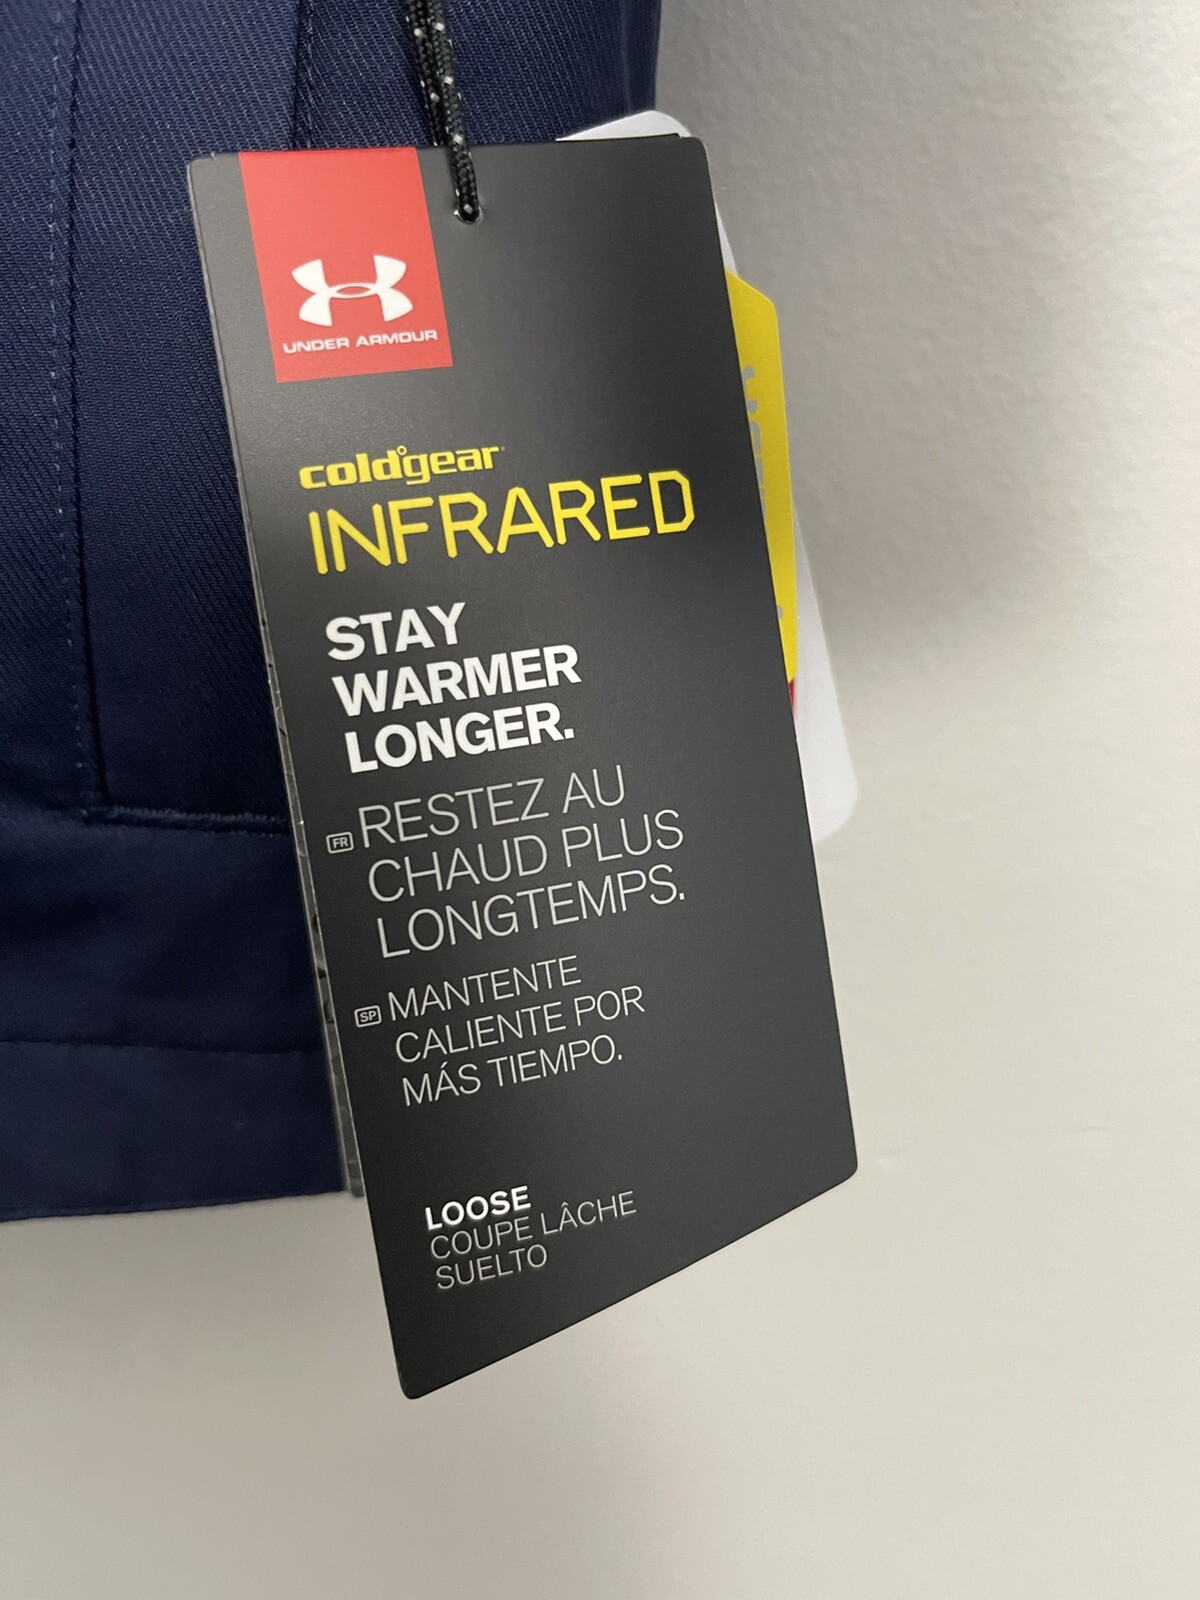 UNDER ARMOUR
coldgear
INFRARED
STAY
WARMER
LONGER.
FR RESTEZ AU
CHAUD PLUS
LONGTEMPS.
SP MANTENTE
CALIENTE POR
MÁS TIEMPO.
LOOSE
COUPE LÂCHE
SUELTO